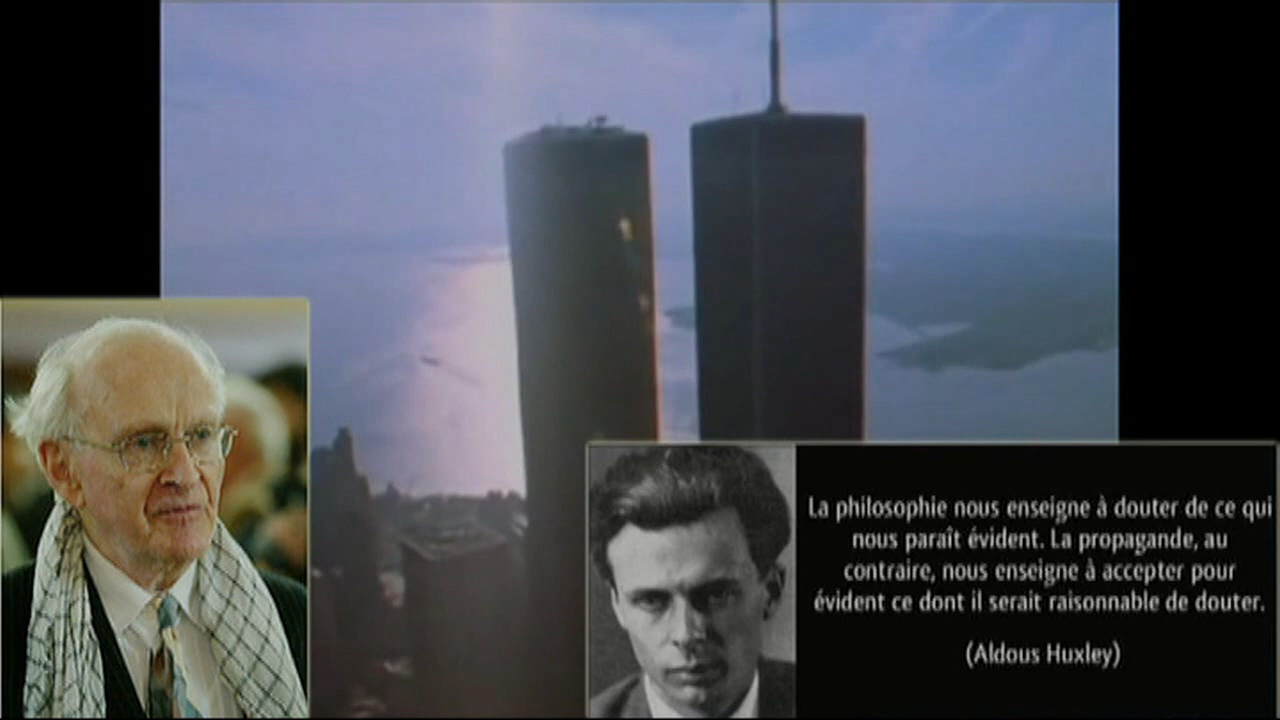 La philosophie nous enseigne à douter de ce qui
nous paraît évident. La propagande, au
contraire, nous enseigne à accepter pour
évident ce dont il serait raisonnable de douter.
(Aldous Huxley)